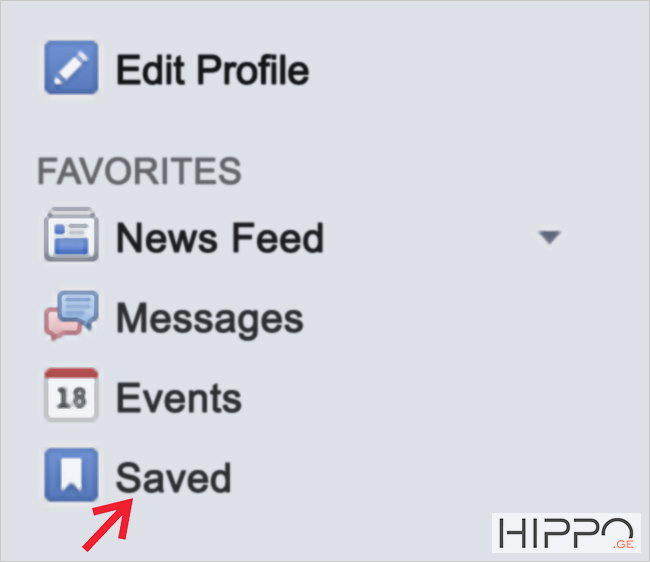 Edit Profile
FAVORITES
News Feed
Messages
18
Events
Saved
HIPPO
.GE